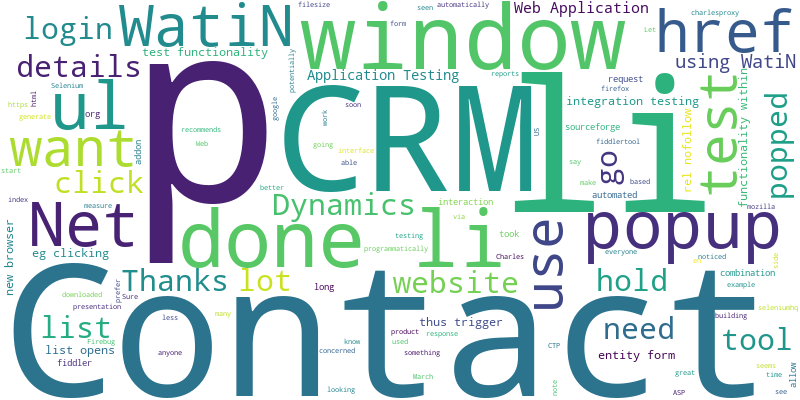 filesize
seen
automatically
Web Application
charlesproxy
login
WatiN
window
href
form
Let
test functionality
details
Application Testing
reports
request
using WatiN
firefox
Selenium
potentially
https
html
ul
org
p
CRM
li
integration testing
test
functionality within
popped
generate
google
work
soon
US
sourceforge
rel nofollow
recommends
Web
want
addon
going
interface
able
fiddlertool
go
say
automated
based
start
click
better
make
index
measure
Dynamics
interaction
via
mozilla
Net
done
li
use
popup
new browser
eg clicking
testing
programmatically
took
Charles
everyone
noticed
side
Thanks
lot
website
hold
combination
example
prefer
long
downloaded
presentation
Sure
seleniumhq
Contact
list
Firebug
less
many
product
used
response
thus trigger
need
building
tool
list opens
anyone
know
concerned
something
CTP
entity form
seems
fiddler
looking
March
note
great
time
ASP
see
allow